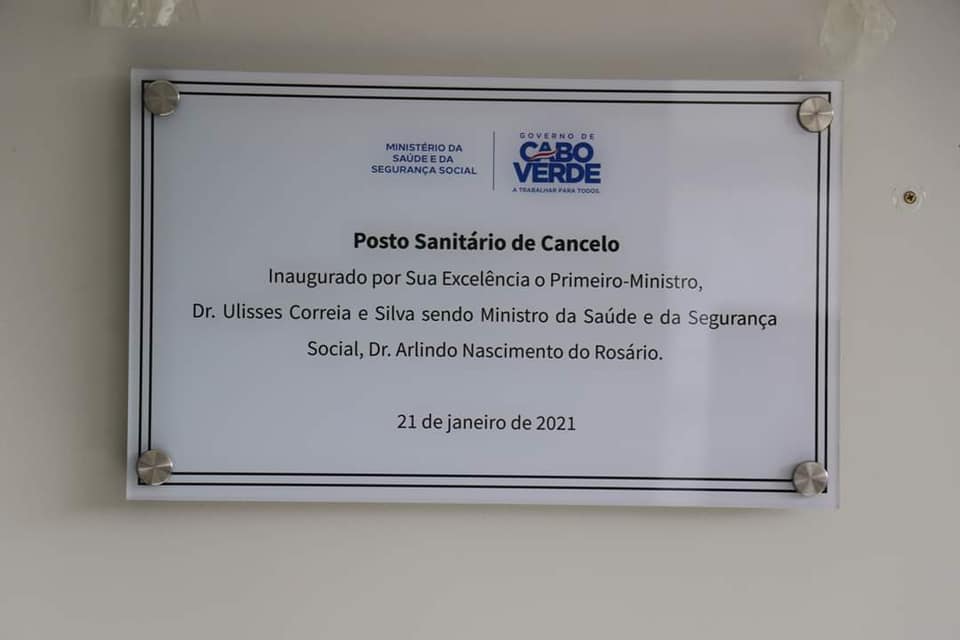 MINISTÉRIO DA
SAÚDE E DA
SEGURANÇA SOCIAL
GOVERNO DE
CABO
VERDE
A TRABALHAR PARA TODOS.
Posto Sanitário de Cancelo
Inaugurado por Sua Excelência o Primeiro-Ministro,
Dr. Ulisses Correia e Silva sendo Ministro da Saúde e da Segurança
Social, Dr. Arlindo Nascimento do Rosário.
21 de janeiro de 2021